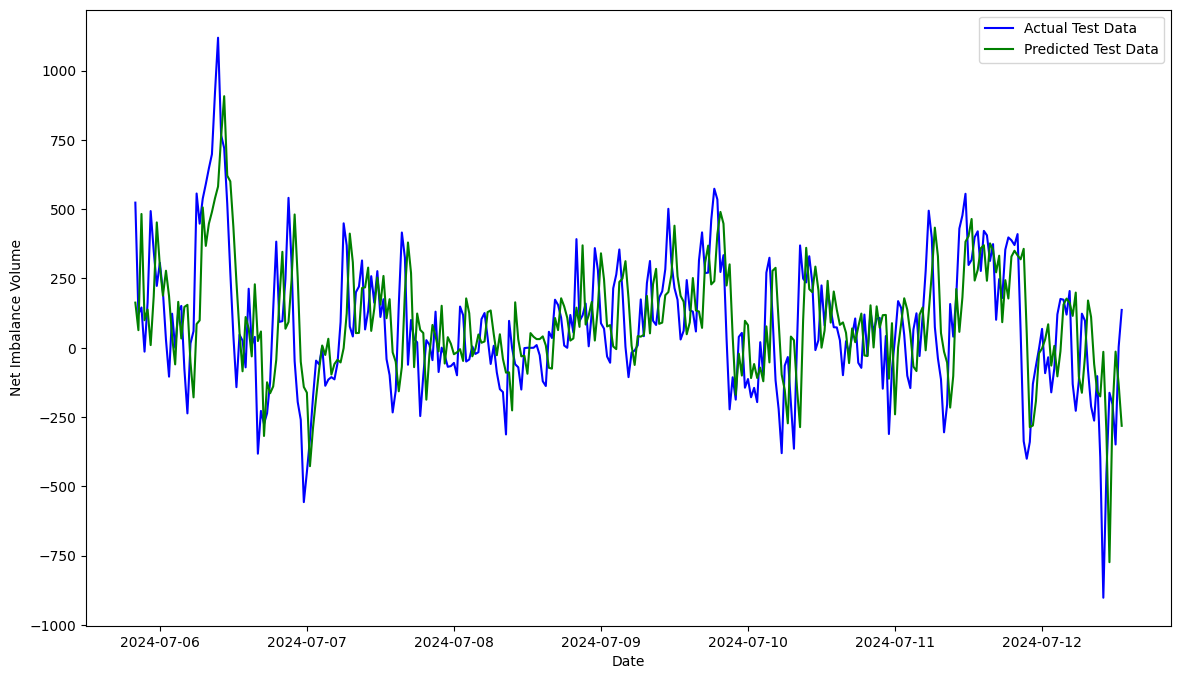 Actual Test Data
Predicted Test Data
Net Imbalance Volume
1000
750
500
250
0
−250
−500
−750
−1000
2024-07-06 2024-07-07 2024-07-08 2024-07-09 2024-07-10 2024-07-11 2024-07-12
Date